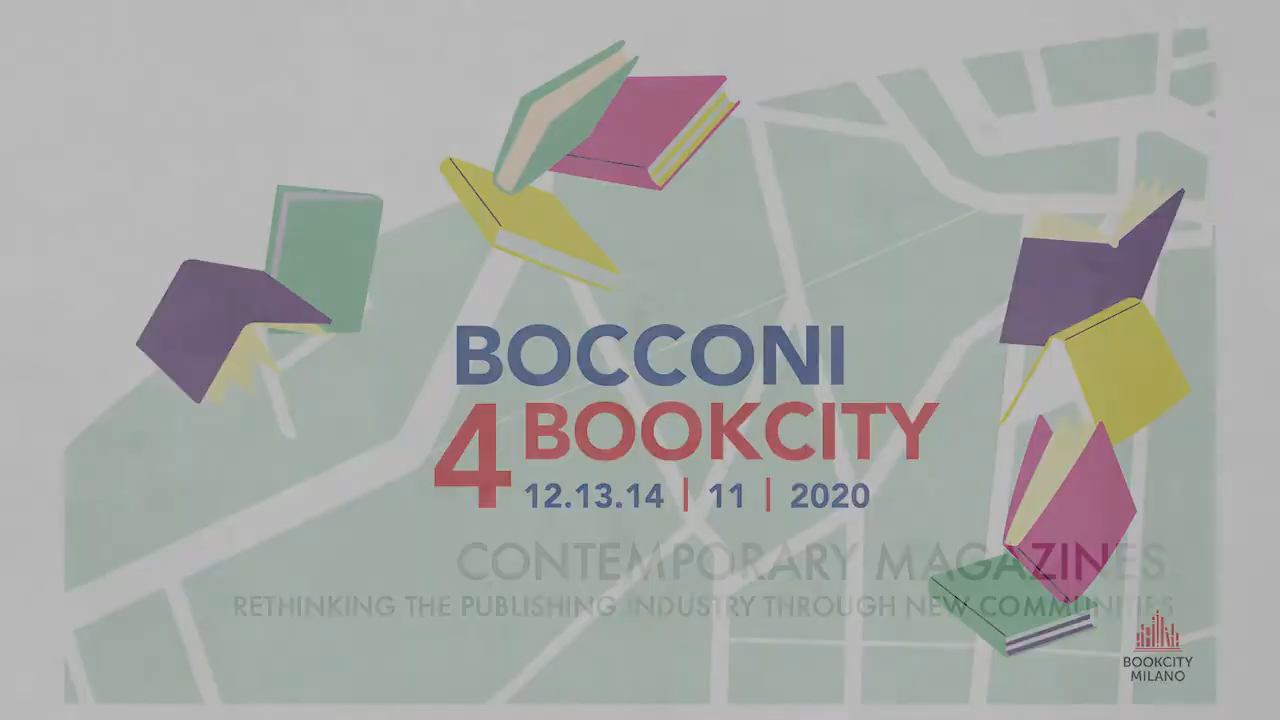 BOCCONI
4 BOOKCITY
12.13.14 | 11 | 2020
CONTEMPORARY MAGAZINES
RETHINKING THE PUBLISHING INDUSTRY THROUGH NEW COMMUNITIES
BOOKCITY
MILANO